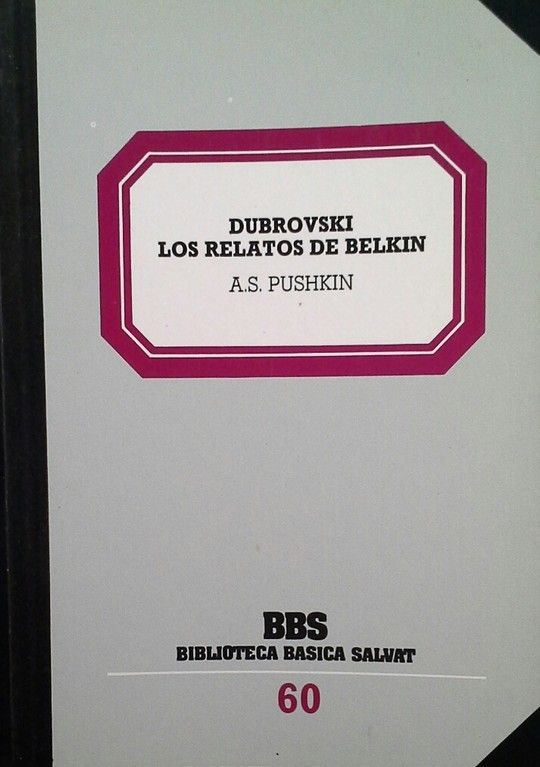 DUBROVSKI
LOS RELATOS DE BELKIN
A.S. PUSHKIN
BBS
BIBLIOTECA BASICA SALVAT
60